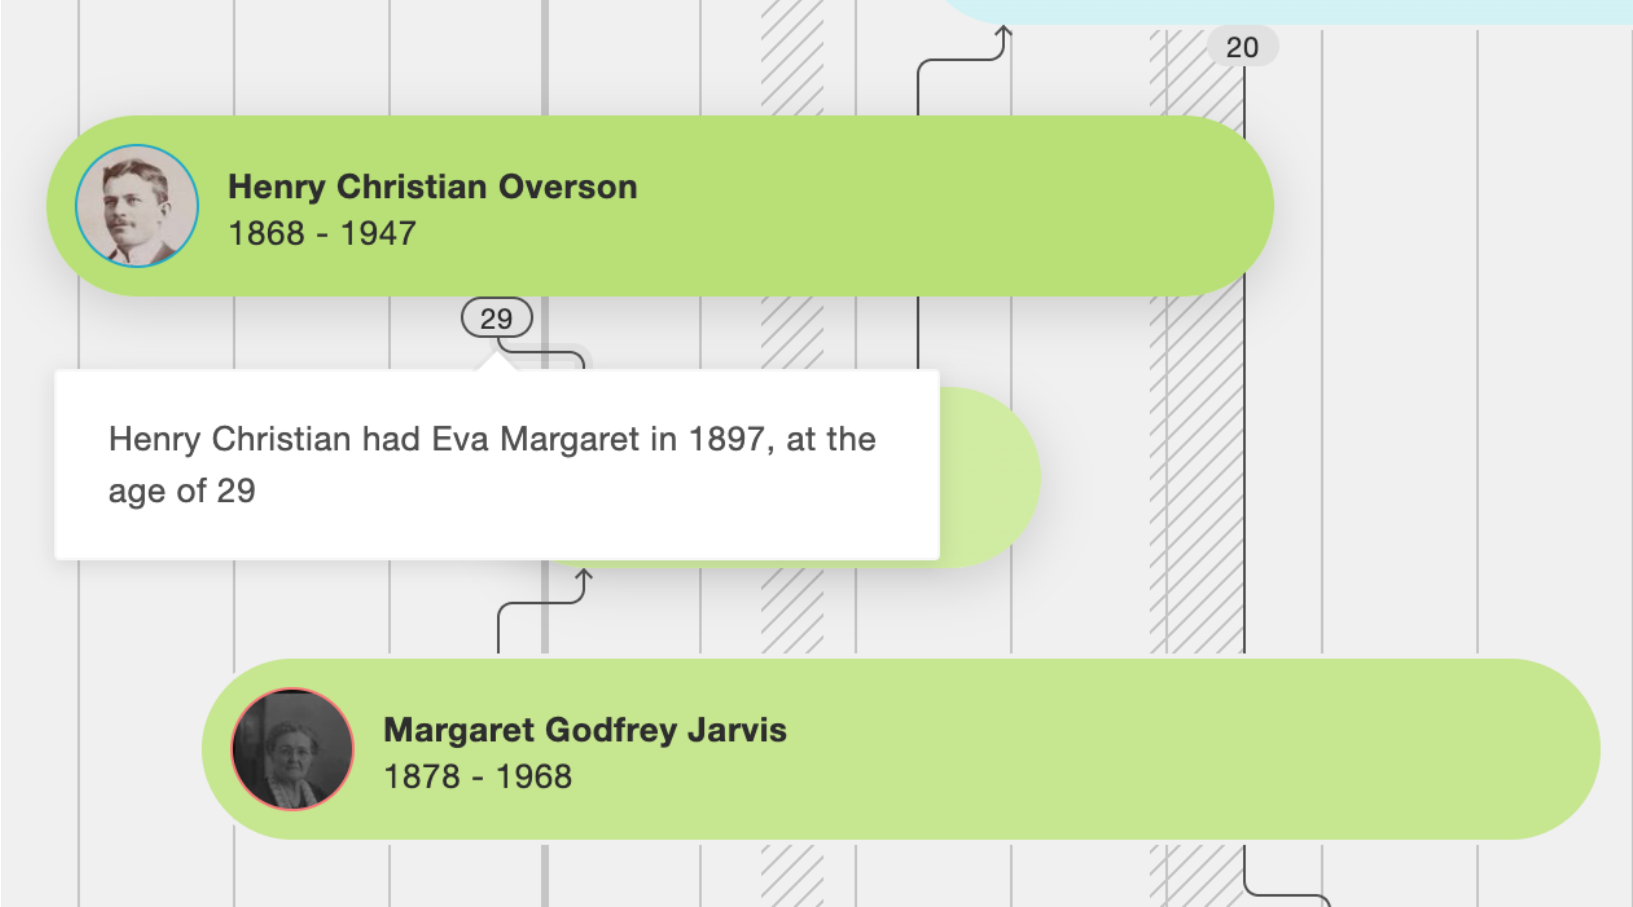 20
Henry Christian Overson
1868 - 1947
29
Henry Christian had Eva Margaret in 1897, at the
age of 29
Margaret Godfrey Jarvis
1878 - 1968